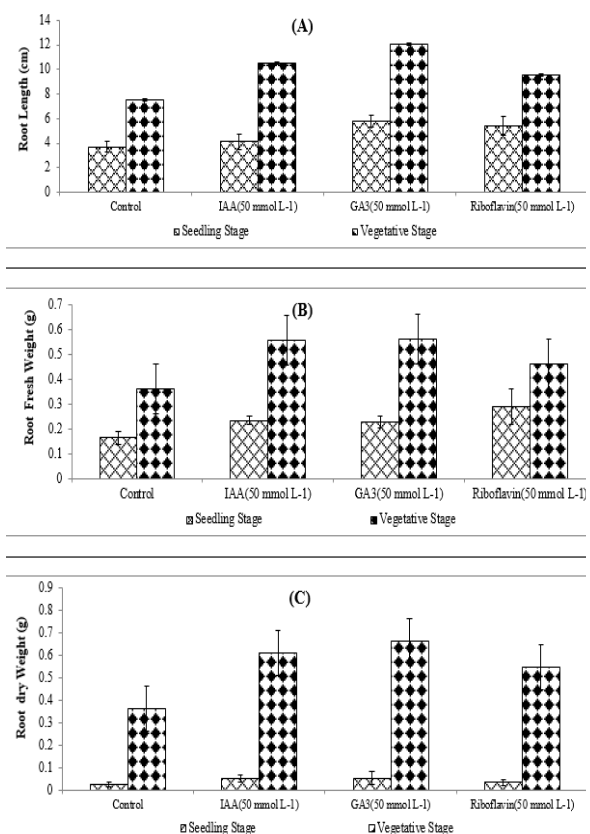 (A)
Root Length (cm)
14
12
10
8
6
4
2
0
Control IAA(50 mmol L-1) GA3(50 mmol L-1) Riboflavin(50 mmol L-1)
Seedling Stage Vegetative Stage
(B)
Root Fresh Weight (g)
0.7
0.6
0.5
0.4
0.3
0.2
0.1
0
Control IAA(50 mmol L-1) GA3(50 mmol L-1) Riboflavin(50 mmol L-1)
Seedling Stage Vegetative Stage
(C)
Root dry Weight (g)
0.9
0.8
0.7
0.6
0.5
0.4
0.3
0.2
0.1
0
Control IAA(50 mmol L-1) GA3(50 mmol L-1) Riboflavin(50 mmol L-1)
Seedling Stage Vegetative Stage